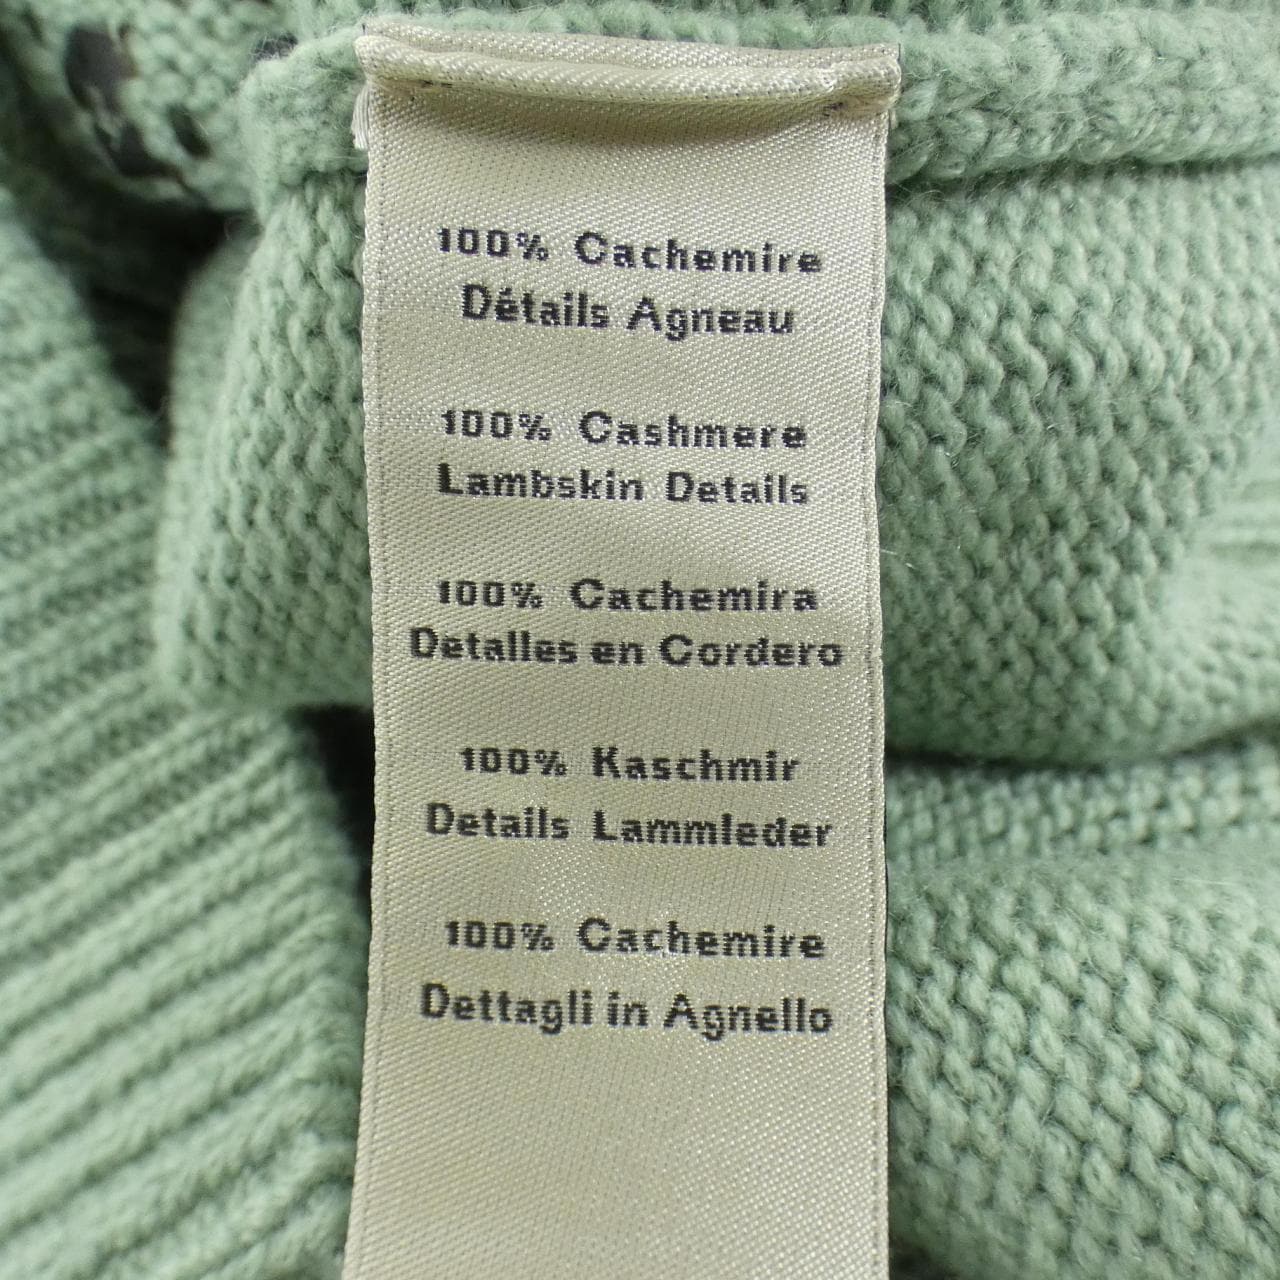 100% Cachemire
Détails Agneau
100% Cashmere
Lambskin Details
100% Cachemira
Detalles en Cordero
100% Kaschmir
Details Lammleder
100% Cachemire
Dettagli in Agnello